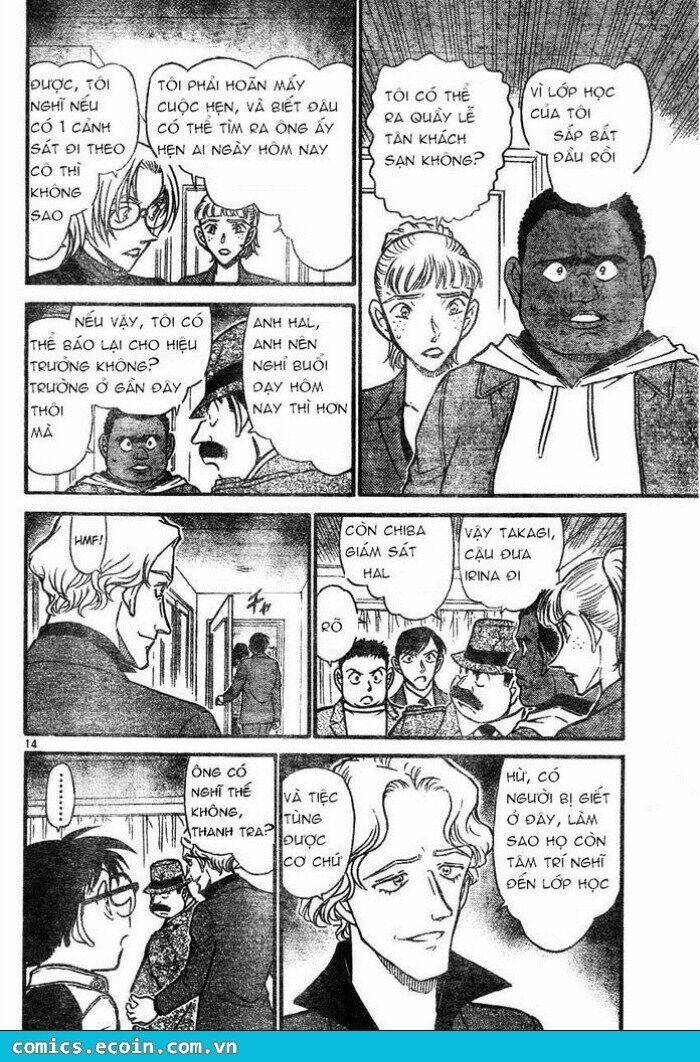 VÌ LỚP HỌC
CỦA TÔI
SẮP BẮT
ĐẦU RỒI
TÔI CÓ THỂ
RA QUẦY LỄ
TÂN KHÁCH
SẠN KHÔNG?
TÔI PHẢI HOÃN MẤY
CUỘC HẸN, VÀ BIẾT ĐÂU
CÓ THỂ TÌM RA ÔNG ẤY
HẸN AI NGÀY HÔM NAY
ĐƯỢC, TÔI
NGHĨ NẾU
CÓ 1 CẢNH
SÁT ĐI THEO
CÔ THÌ
KHÔNG
SAO
ANH HAL,
ANH NÊN
NGHỈ BUỔI
DẠY HÔM
NAY THÌ HƠN
NẾU VẬY, TÔI CÓ
THỂ BÁO LẠI CHO HIỆU
TRƯỞNG KHÔNG?
TRƯỜNG Ở GẦN ĐÂY
THÔI
MÀ
VẬY TAKAGI,
CẬU ĐƯA
IRINA ĐI
CÒN CHIBA
GIÁM SÁT
HAL
RÕ
HMF!
チャ
14
HỪ, CÓ
NGƯỜI BỊ GIẾT
Ở ĐÂY, LÀM
SAO HỌ CÒN
TÂM TRÍ NGHĨ
ĐẾN LỚP HỌC
VÀ TIỆC
TÙNG
ĐƯỢC
CƠ CHỨ
ÔNG CÓ
NGHĨ THẾ
KHÔNG,
THANH TRA?
.......
comics.ecoin.com.vn